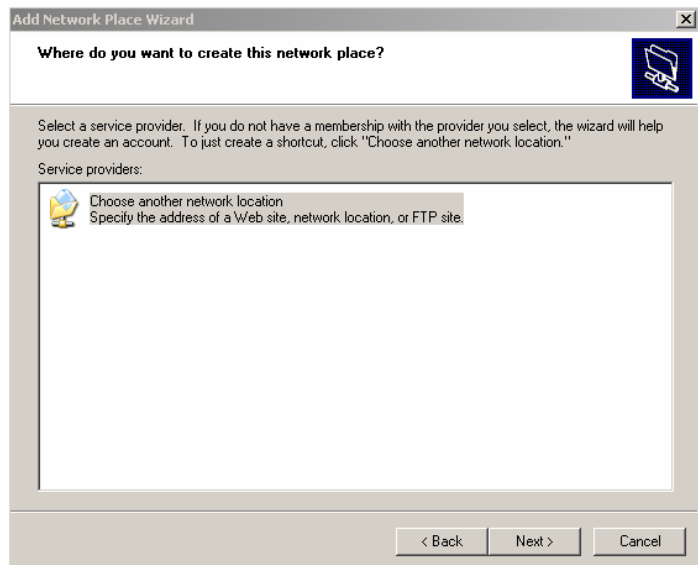 Add Network Place Wizard
Where do you want to create this network place?
Select a service provider. If you do not have a membership with the provider you select, the wizard will help
you create an account. To just create a shortcut, click "Choose another network location."
Service providers:
Choose another network location
Specify the address of a Web site, network location, or FTP site.
< Back Next > Cancel